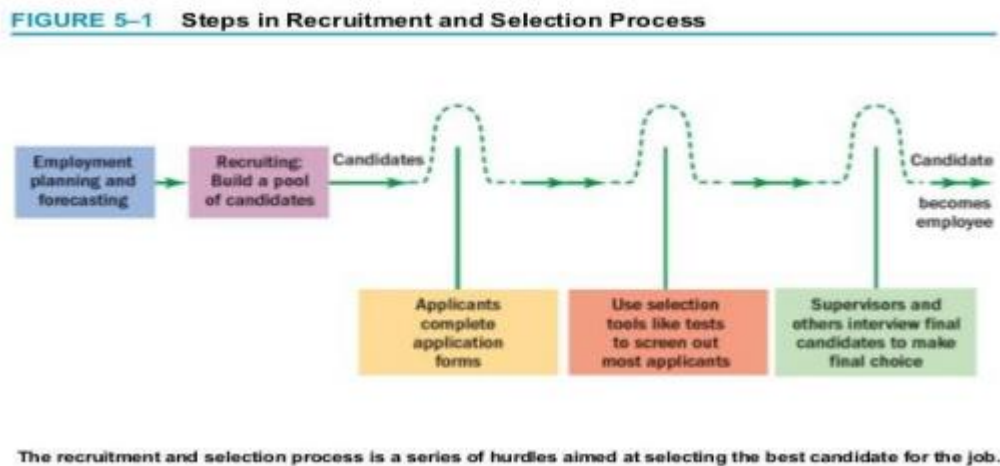 FIGURE 5–1 Steps in Recruitment and Selection Process
Employment
planning and
forecasting
Recruiting:
Build a pool
of candidates
Candidates
Candidate
becomes
employee
Applicants
complete
application
forms
Use selection
tools like tests
to screen out
most applicants
Supervisors and
others interview final
candidates to make
final choice
The recruitment and selection process is a series of hurdles aimed at selecting the best candidate for the job.